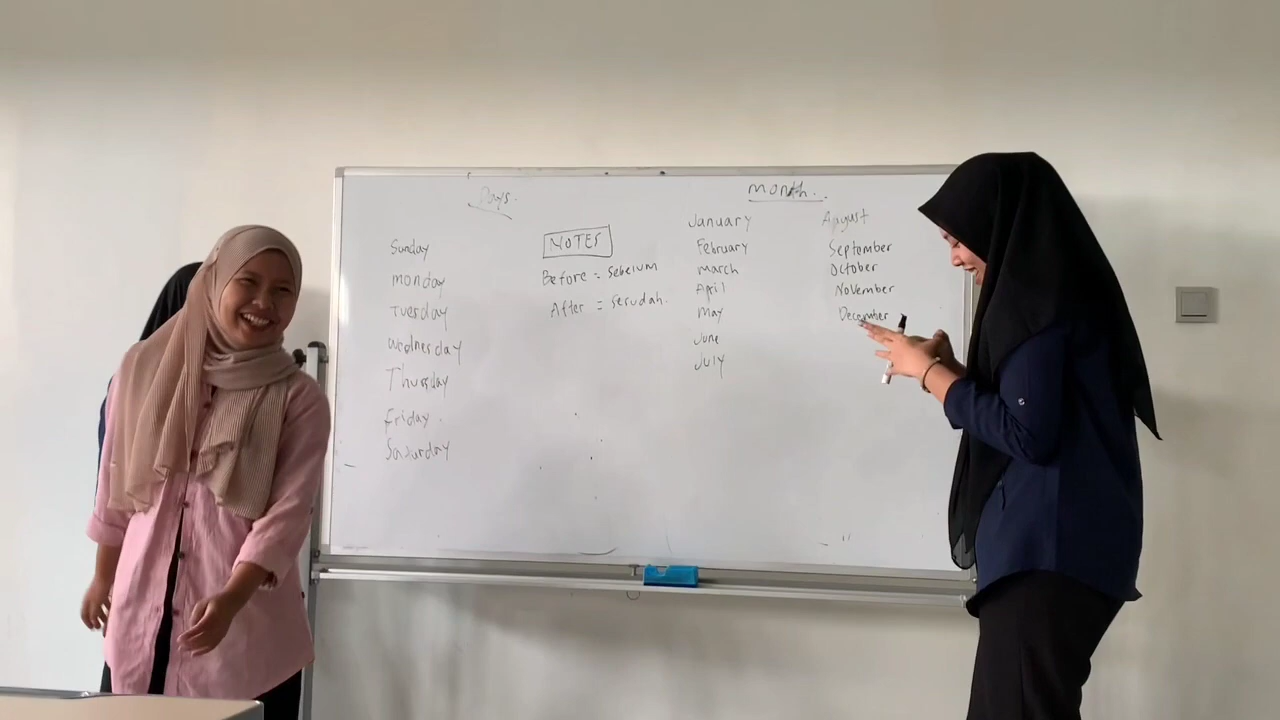 Days.
Sunday
monday
Tuesday
Wednesday
Thursday
Friday.
Saturday
NOTES
Before = Sebelum
After = Sesudah.
month.
January
February
March
April
May
June
July
August
September
October
November
December